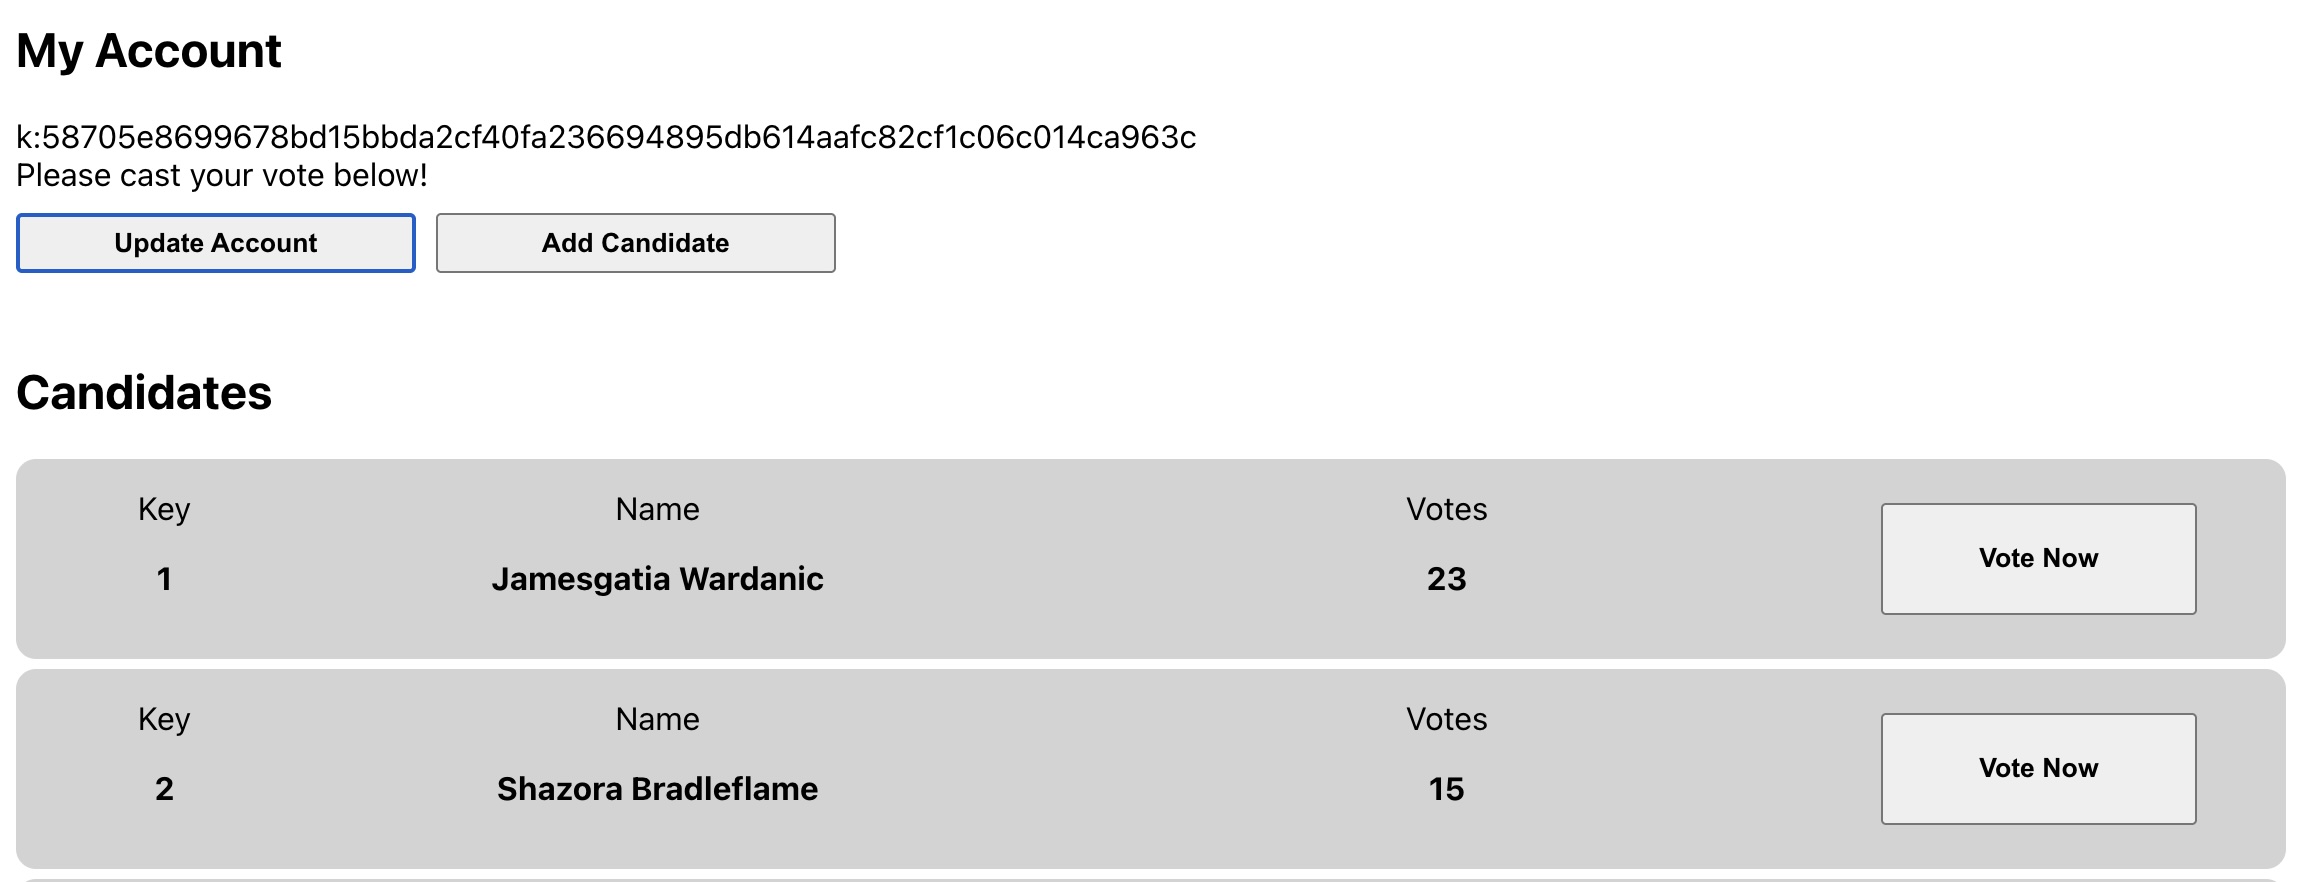 My Account
k:58705e8699678bd15bbda2cf40fa236694895db614aafc82cf1c06c014ca963c
Please cast your vote below!
Update Account Add Candidate
Candidates
Key Name Votes
1 Jamesgatia Wardanic 23 Vote Now
Key Name Votes
2 Shazora Bradleflame 15 Vote Now